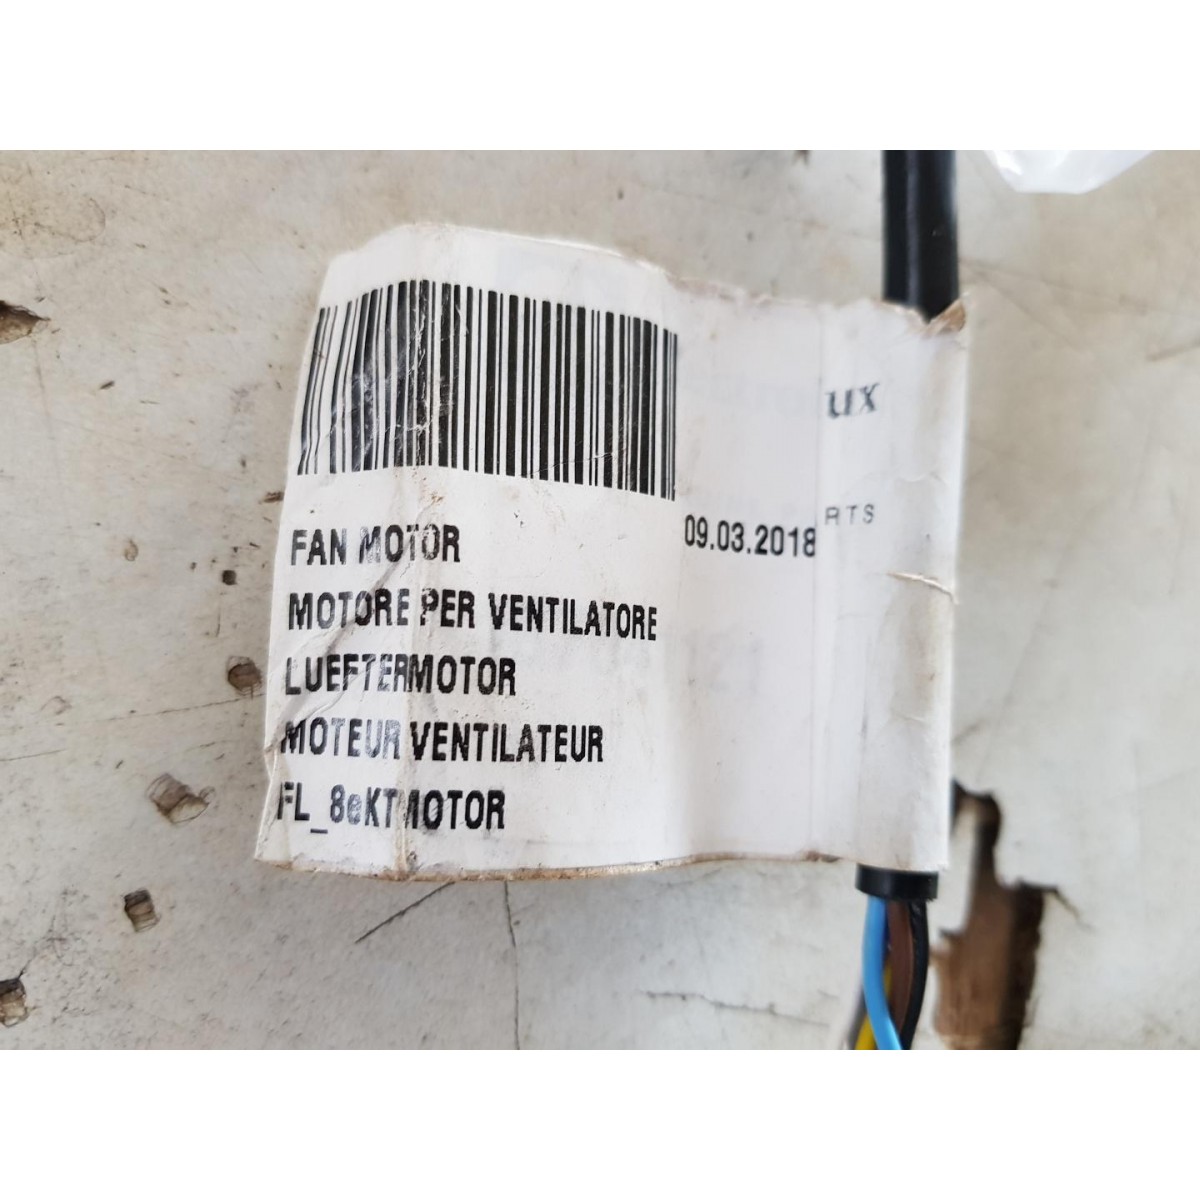 ux
RTS
09.03.2018
FAN MOTOR
MOTORE PER VENTILATORE
LUEFTERMOTOR
MOTEUR VENTILATEUR
FL_8eKTMOTOR